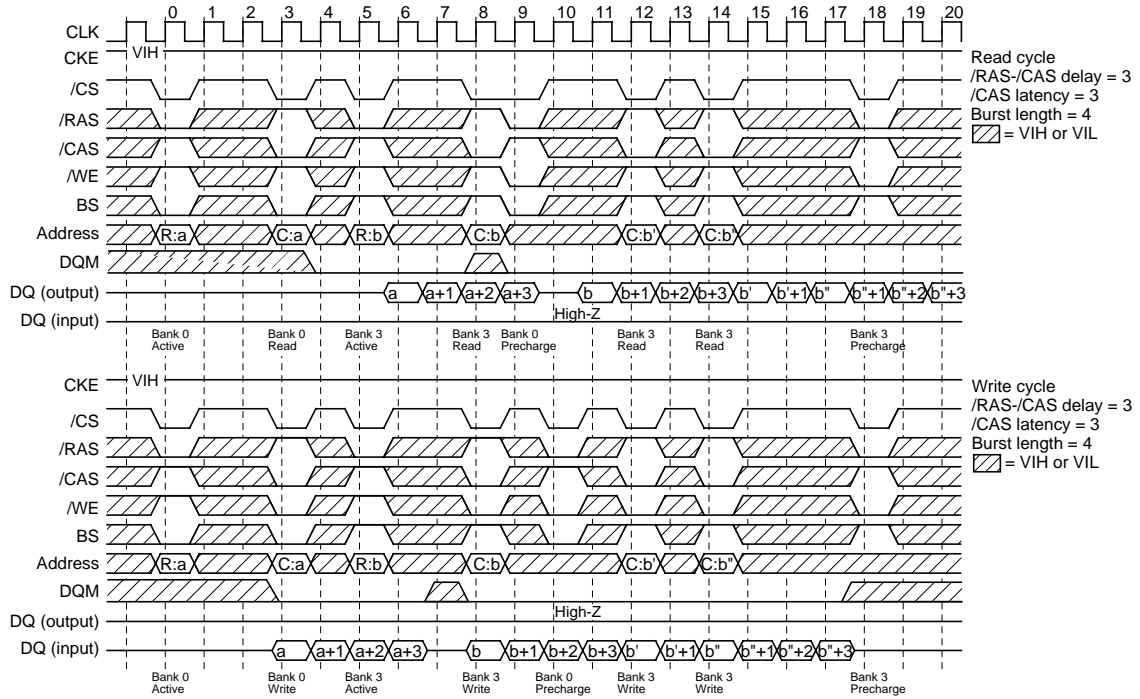 0 1 2 3 4 5 6 7 8 9 10 11 12 13 14 15 16 17 18 19 20
CLK
CKE VIH
/CS
/RAS
/CAS
/WE
BS
Address R:a C:a R:b C:b C:b' C:b"
DQM
DQ (output) a a+1 a+2 a+3 b b+1 b+2 b+3 b' b'+1 b" b"+1 b"+2 b"+3
DQ (input) High-Z
Bank 0 Active
Bank 0 Read
Bank 3 Active
Bank 3 Read
Bank 0 Precharge
Bank 3 Read
Bank 3 Read
Bank 3 Precharge
Read cycle
/RAS-/CAS delay = 3
/CAS latency = 3
Burst length = 4
= VIH or VIL
CKE VIH
/CS
/RAS
/CAS
/WE
BS
Address R:a C:a R:b C:b C:b' C:b"
DQM
High-Z
DQ (output)
DQ (input) a a+1 a+2 a+3 b b+1 b+2 b+3 b' b'+1 b" b"+1 b"+2 b"+3
Bank 0 Active
Bank 0 Write
Bank 3 Active
Bank 3 Write
Bank 0 Precharge
Bank 3 Write
Bank 3 Write
Bank 3 Precharge
Write cycle
/RAS-/CAS delay = 3
/CAS latency = 3
Burst length = 4
= VIH or VIL